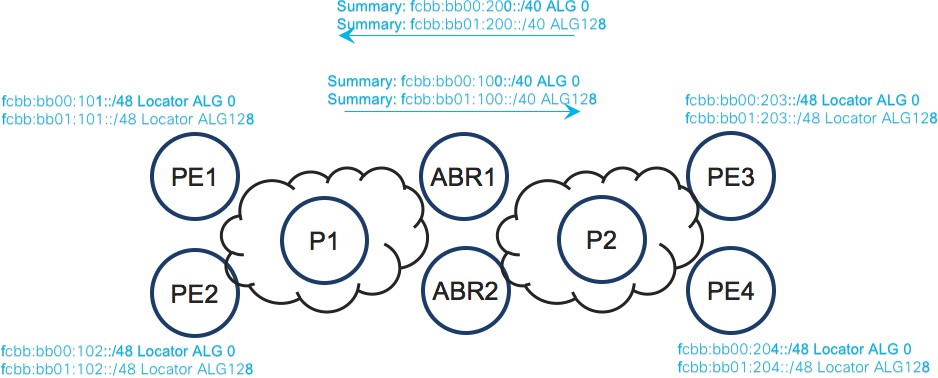 Summary: fcbb:bb00:200::/40 ALG 0
Summary: fcbb:bb01:200::/40 ALG128
Summary: fcbb:bb00:100::/40 ALG 0
Summary: fcbb:bb01:100::/40 ALG128
fcbb:bb00:101::/48 Locator ALG 0
fcbb:bb01:101::/48 Locator ALG128
fcbb:bb00:203::/48 Locator ALG 0
fcbb:bb01:203::/48 Locator ALG128
PE1
ABR1
PE3
P1
P2
PE2
ABR2
PE4
fcbb:bb00:102::/48 Locator ALG 0
fcbb:bb01:102::/48 Locator ALG128
fcbb:bb00:204::/48 Locator ALG 0
fcbb:bb01:204::/48 Locator ALG128